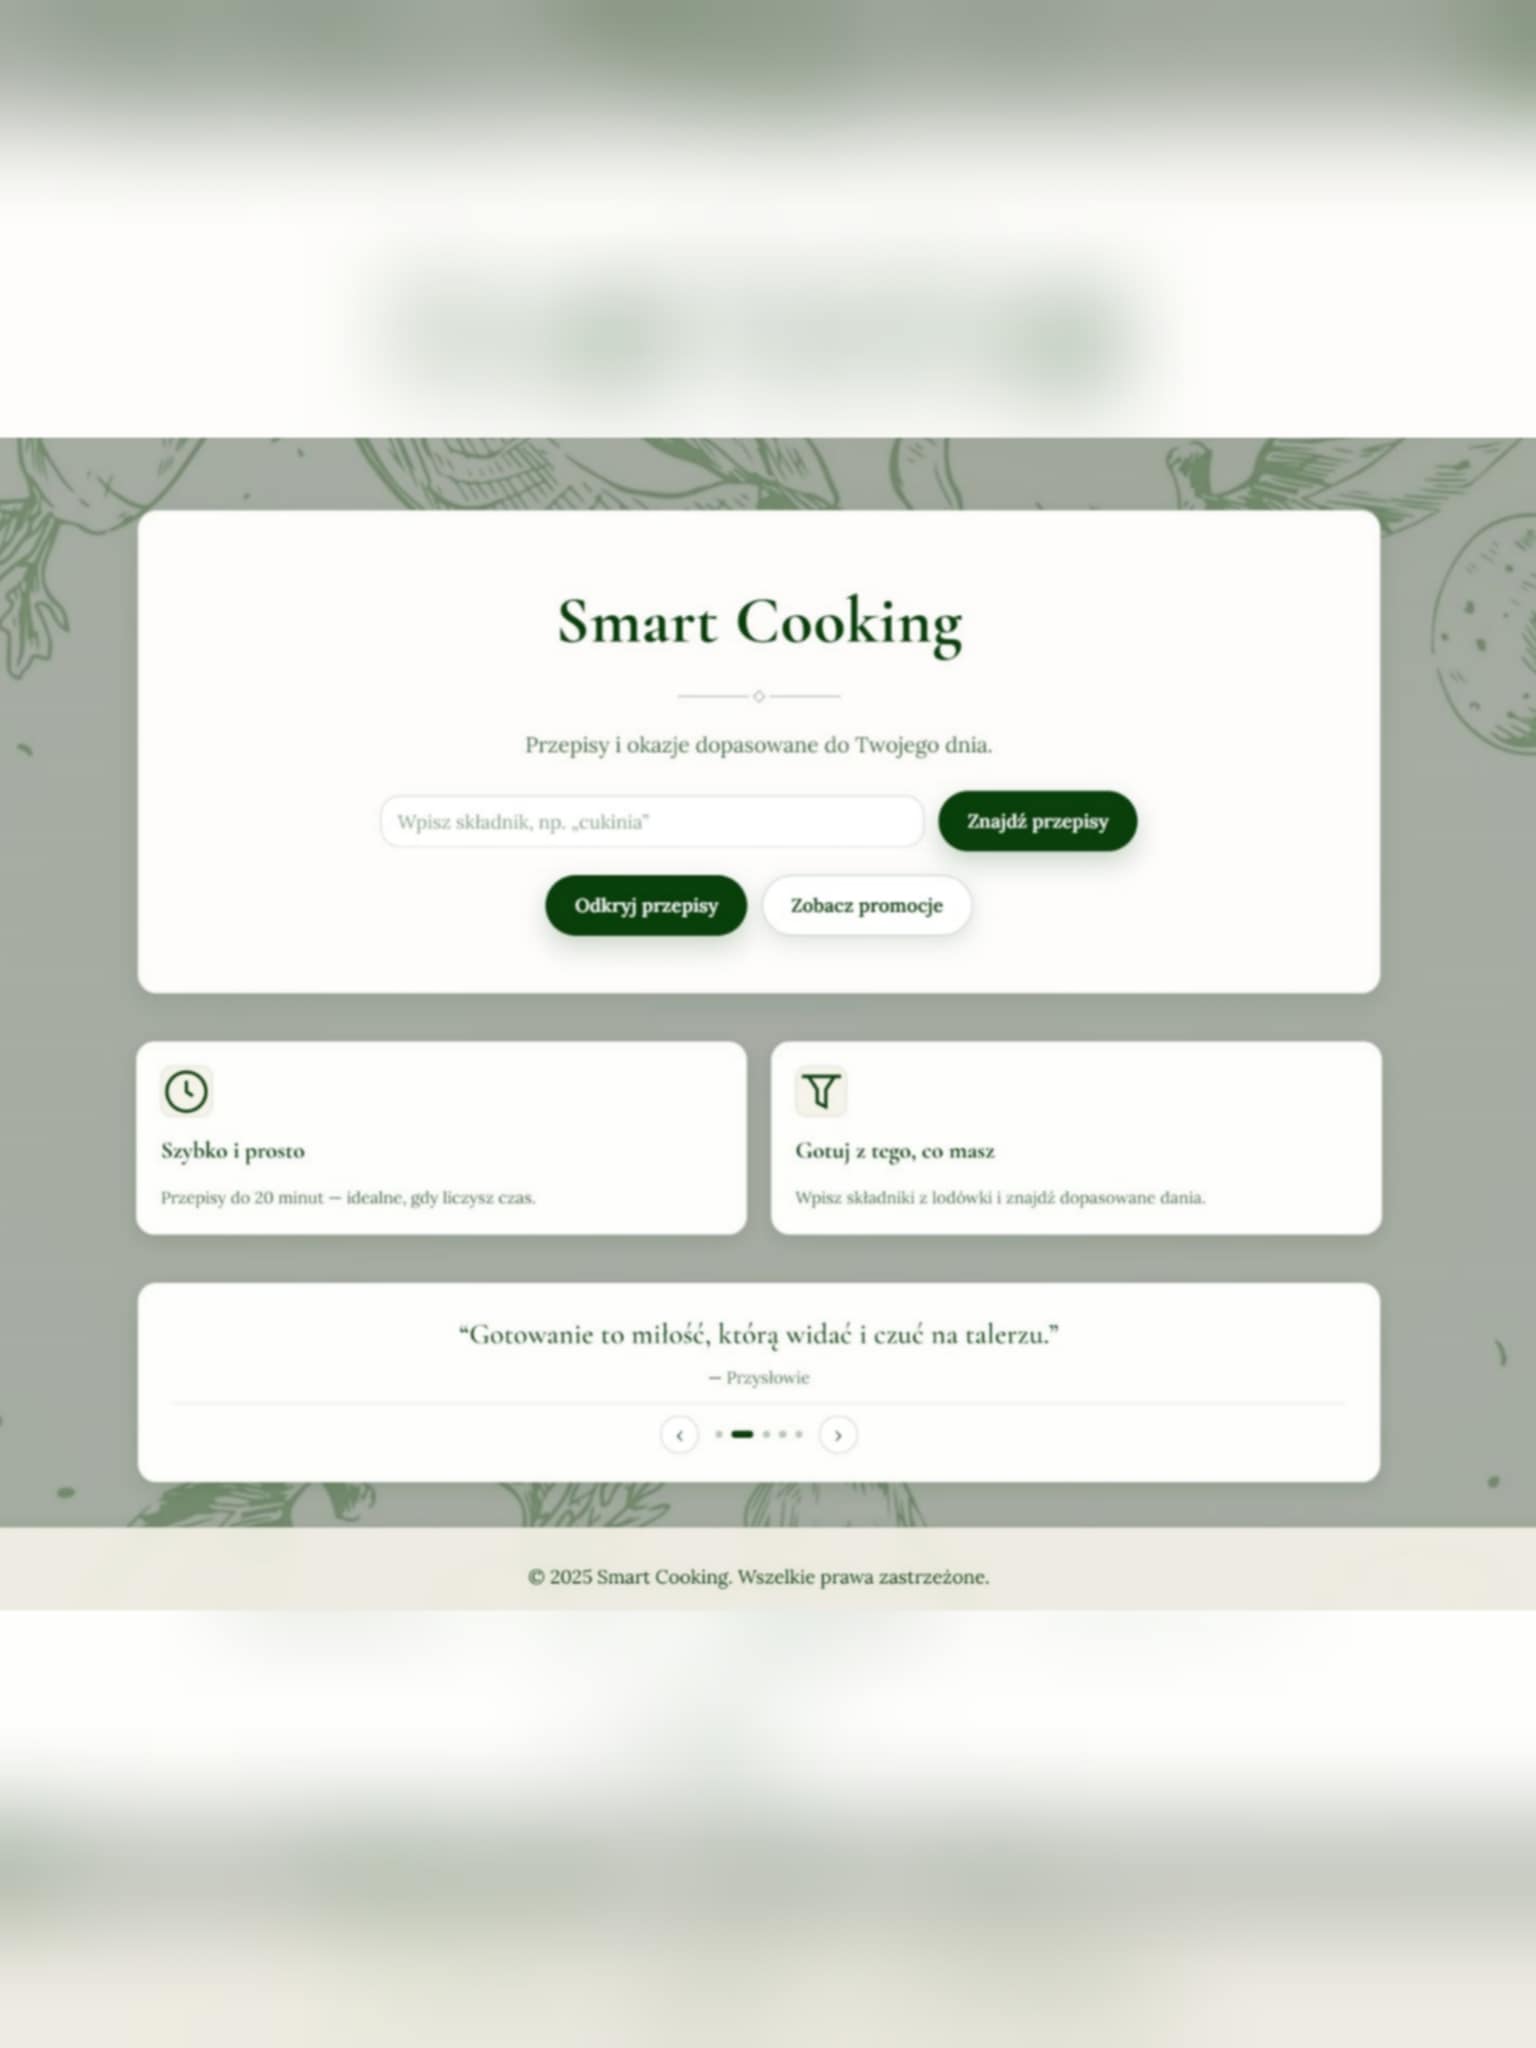 Smart Cooking
Przepisy i okazje dopasowane do Twojego dnia.
Wpisz składnik, np. „cukinia”
Znajdź przepisy
Odkryj przepisy
Zobacz promocje
Szybko i prosto
Przepisy do 20 minut — idealne, gdy liczysz czas.
Gotuj z tego, co masz
Wpisz składniki z lodówki i znajdź dopasowane dania.
“Gotowanie to miłość, którą widać i czuć na talerzu.”
— Przysłowie
© 2025 Smart Cooking. Wszelkie prawa zastrzeżone.